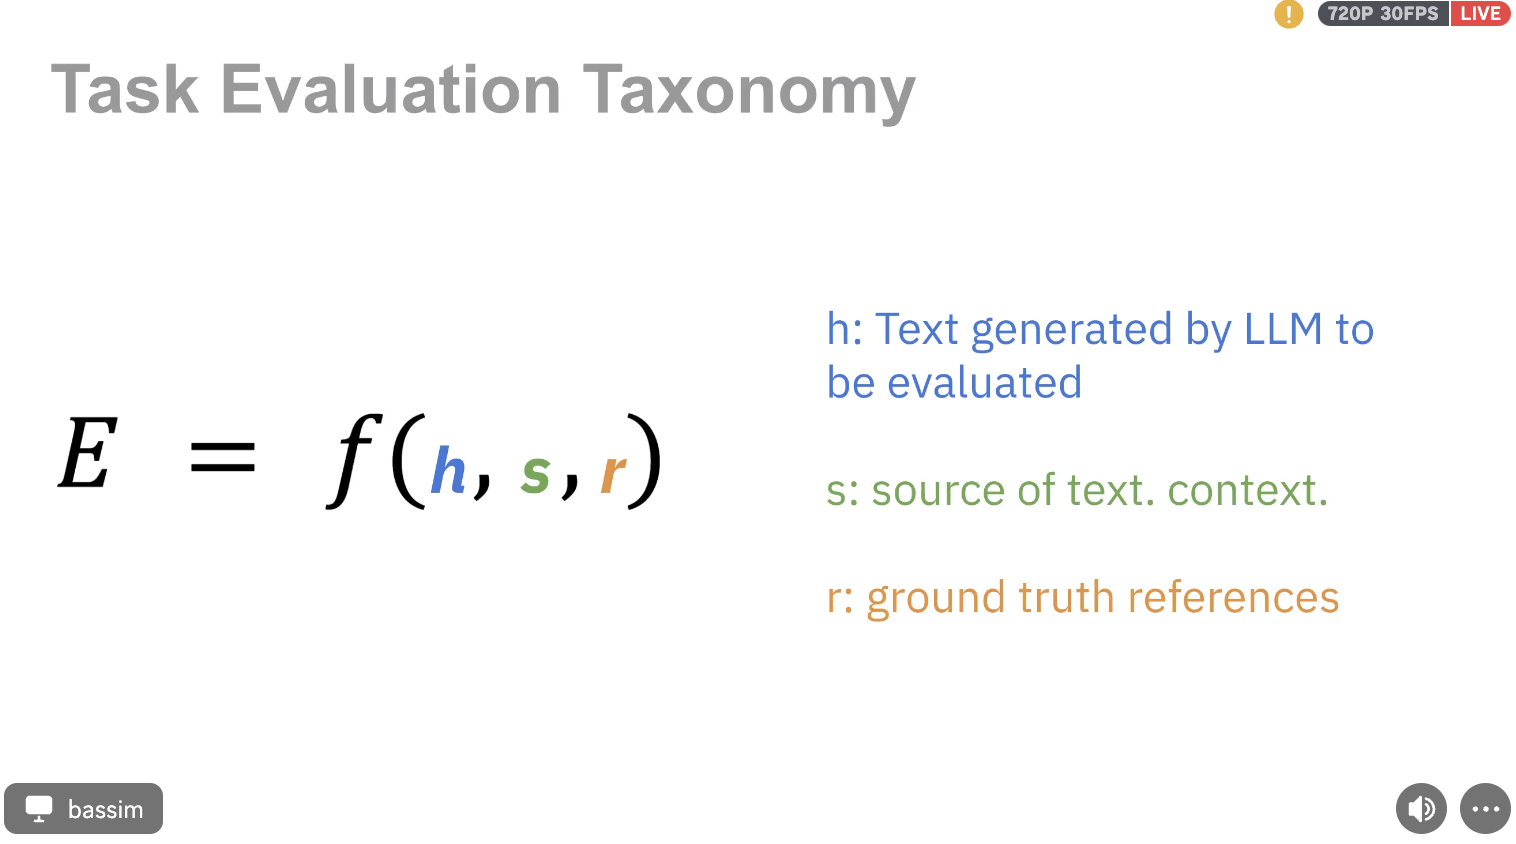 720P 30FPS LIVE
Task Evaluation Taxonomy
h: Text generated by LLM to
be evaluated
E = f(h, s, r)
s: source of text. context.
r: ground truth references
bassim